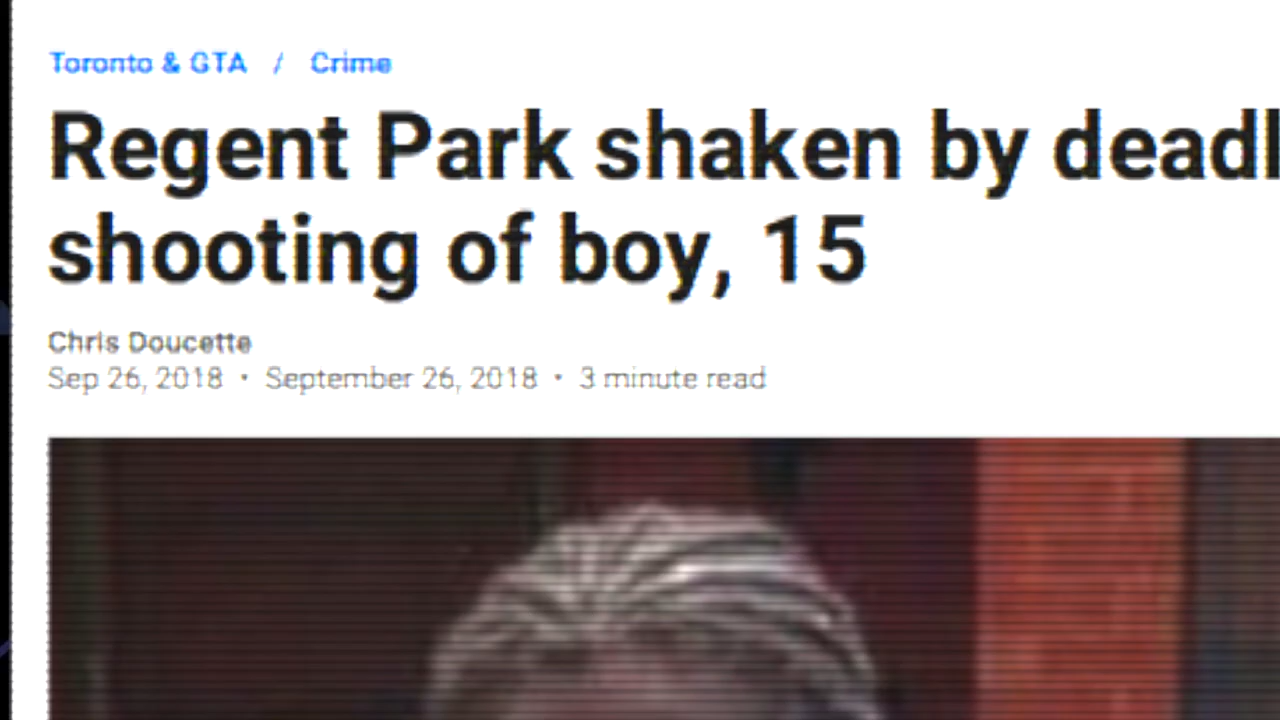 Toronto & GTA / Crime
Regent Park shaken by deadl
shooting of boy, 15
Chris Doucette
Sep 26, 2018 · September 26, 2018 · 3 minute read